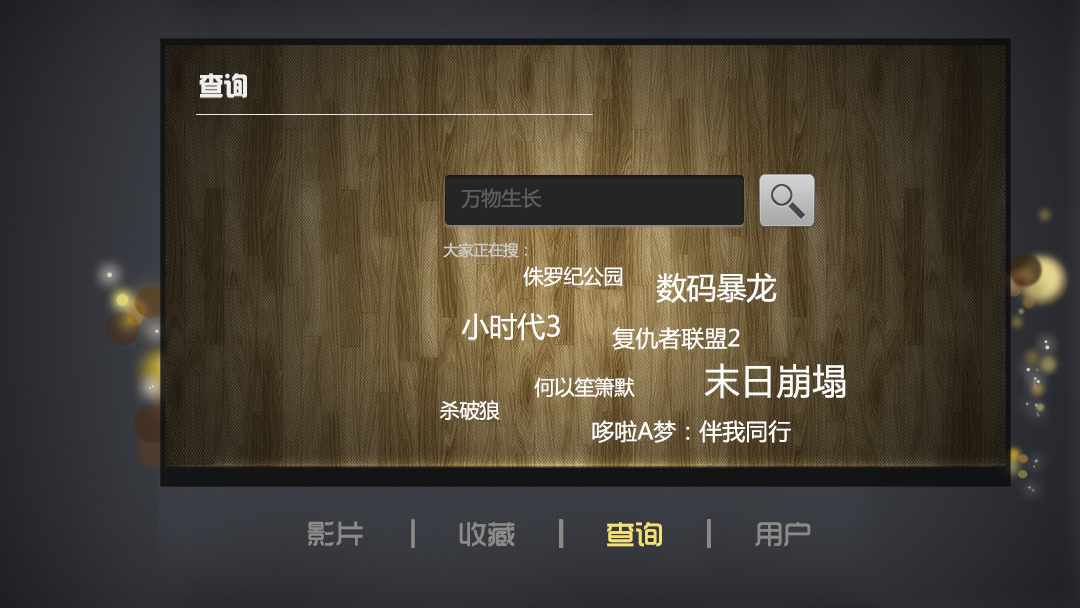 查询
万物生长
大家正在搜：
侏罗纪公园
数码暴龙
小时代3
复仇者联盟2
何以笙箫默
末日崩塌
杀破狼
哆啦A梦：伴我同行
影片 | 收藏 | 查询 | 用户